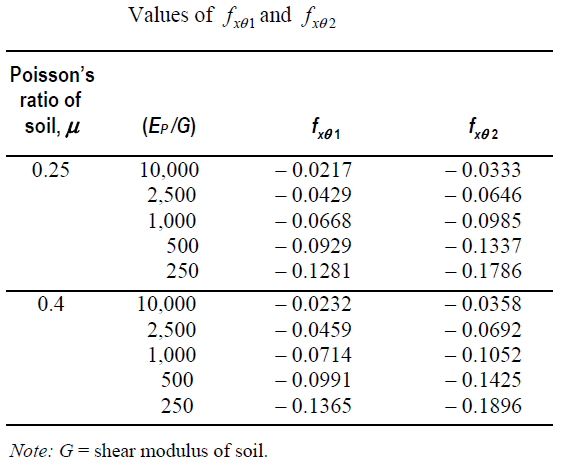 Values of f_xθ1 and f_xθ2
Poisson's ratio of soil, μ (E_P/G) f_xθ1 f_xθ2
0.25 10,000 – 0.0217 – 0.0333
2,500 – 0.0429 – 0.0646
1,000 – 0.0668 – 0.0985
500 – 0.0929 – 0.1337
250 – 0.1281 – 0.1786
0.4 10,000 – 0.0232 – 0.0358
2,500 – 0.0459 – 0.0692
1,000 – 0.0714 – 0.1052
500 – 0.0991 – 0.1425
250 – 0.1365 – 0.1896
Note: G = shear modulus of soil.